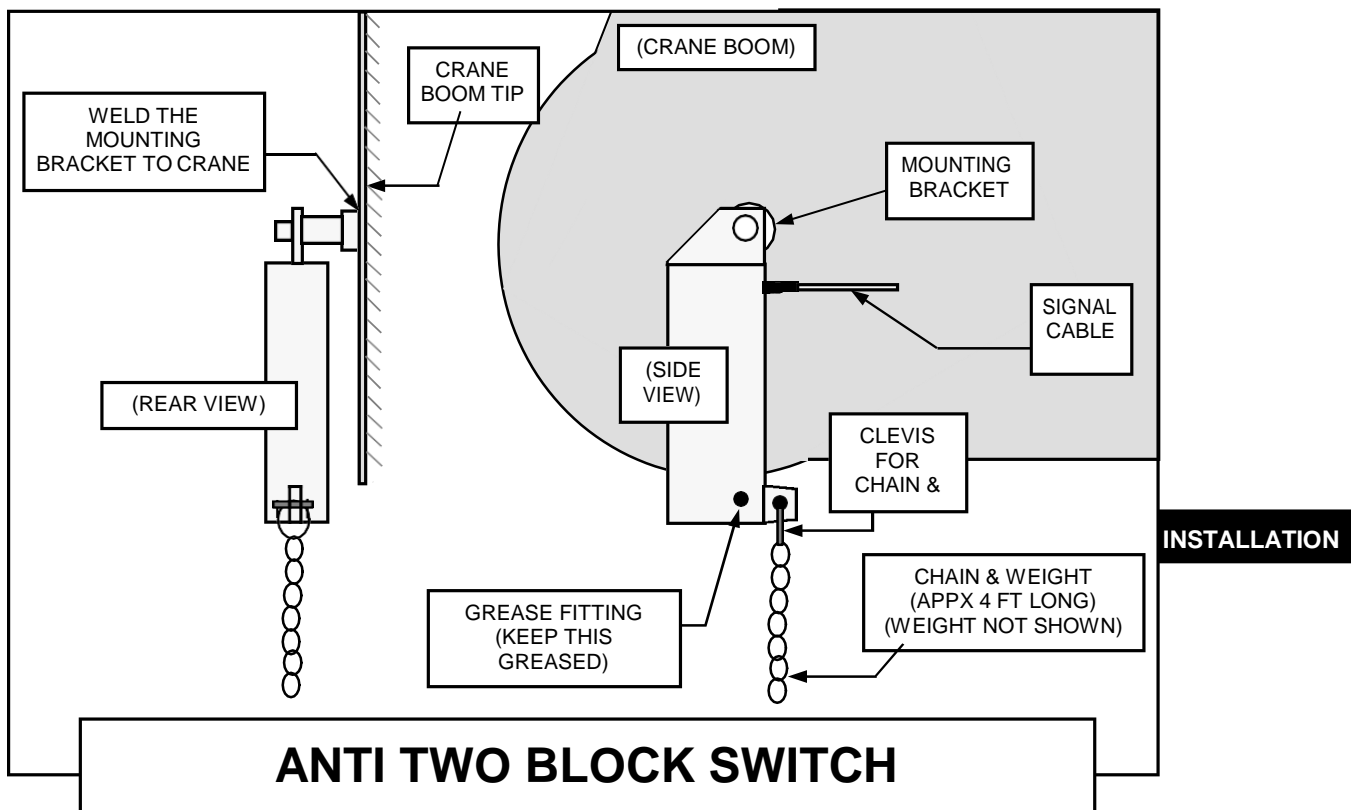 (CRANE BOOM)
CRANE
BOOM TIP
WELD THE
MOUNTING
BRACKET TO CRANE
MOUNTING
BRACKET
SIGNAL
CABLE
(SIDE
VIEW)
(REAR VIEW)
CLEVIS
FOR
CHAIN &
INSTALLATION
GREASE FITTING
(KEEP THIS
GREASED)
CHAIN & WEIGHT
(APPX 4 FT LONG)
(WEIGHT NOT SHOWN)
ANTI TWO BLOCK SWITCH